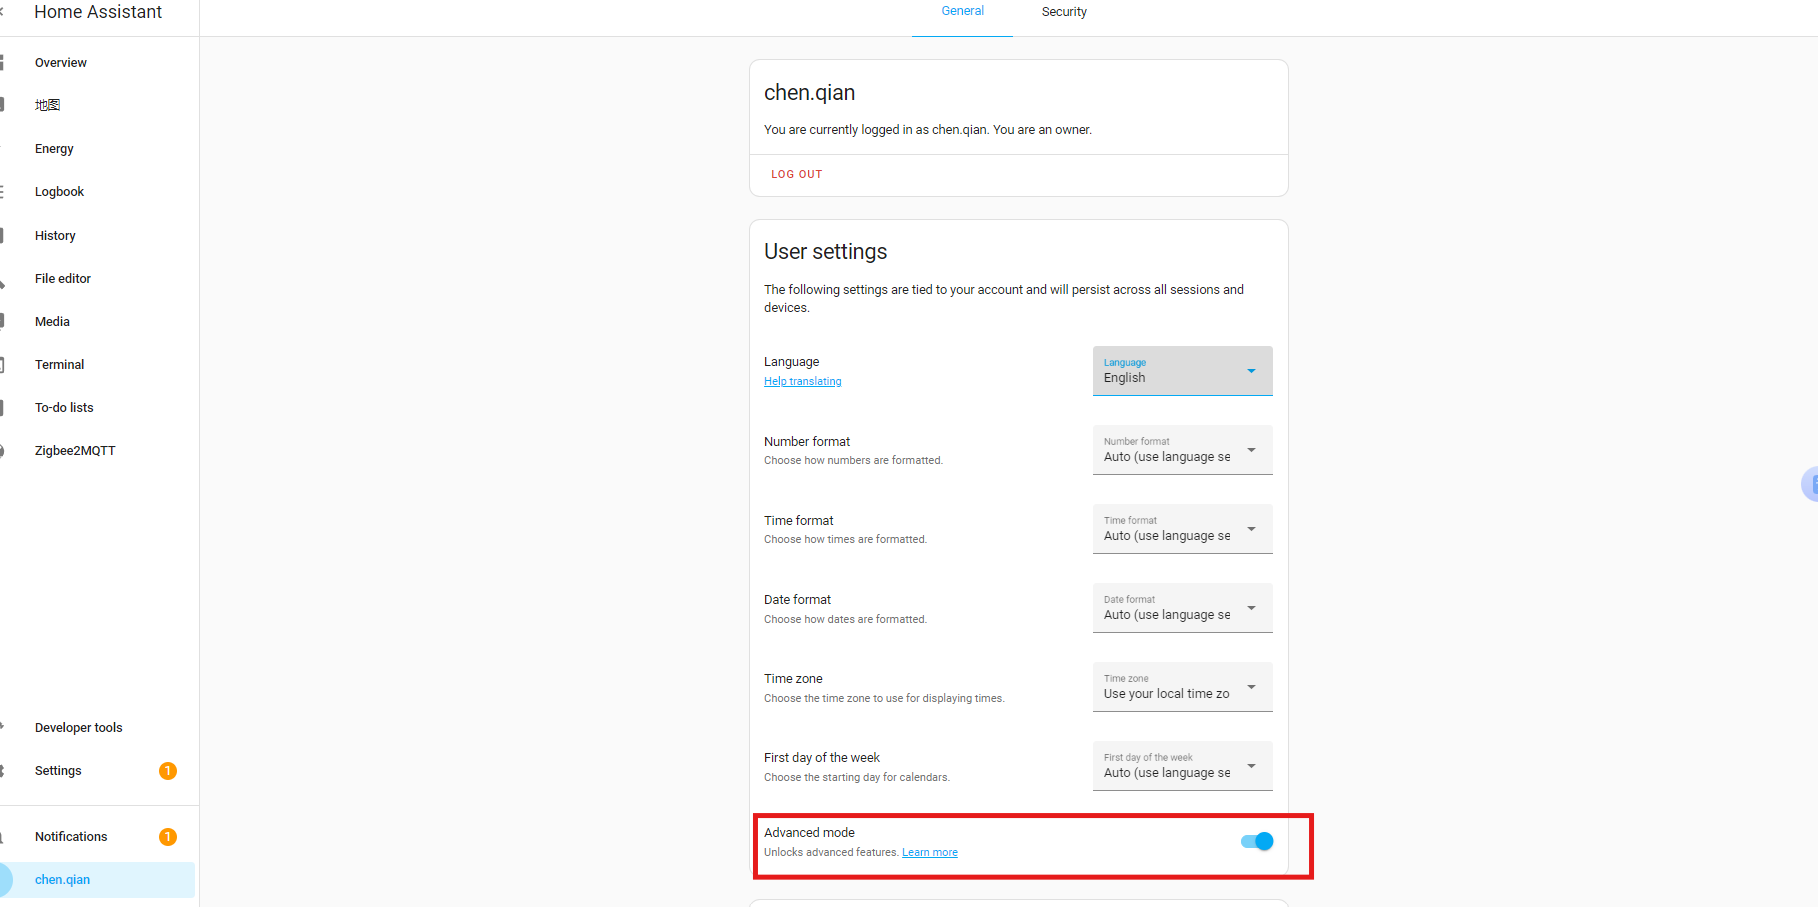 Home Assistant
General
Security
Overview
地图
Energy
Logbook
History
File editor
Media
Terminal
To-do lists
Zigbee2MQTT
Developer tools
Settings
1
Notifications
1
chen.qian
chen.qian
You are currently logged in as chen.qian. You are an owner.
LOG OUT
User settings
The following settings are tied to your account and will persist across all sessions and
devices.
Language
Help translating
Language
English
Number format
Choose how numbers are formatted.
Number format
Auto (use language se
Time format
Choose how times are formatted.
Time format
Auto (use language se
Date format
Choose how dates are formatted.
Date format
Auto (use language se
Time zone
Choose the time zone to use for displaying times.
Time zone
Use your local time zo
First day of the week
Choose the starting day for calendars.
First day of the week
Auto (use language se
Advanced mode
Unlocks advanced features. Learn more